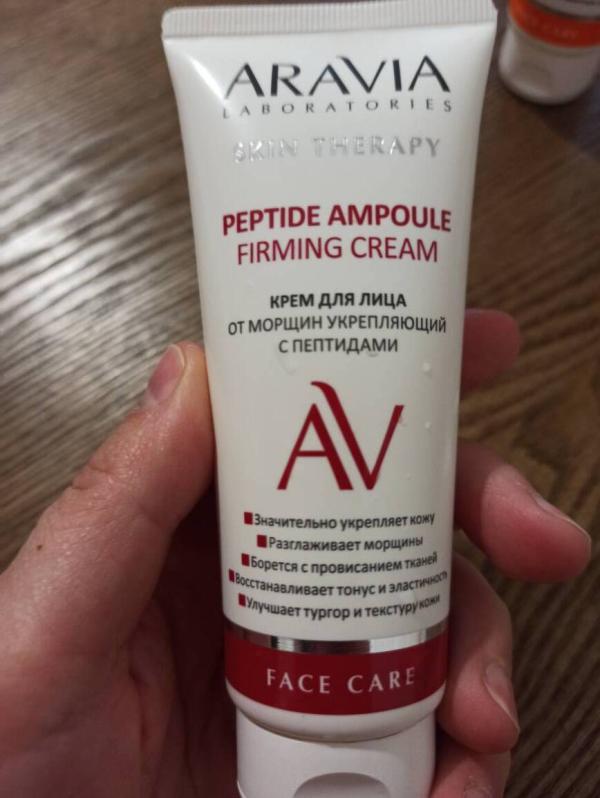 ARAVIA
LABORATORIES
SKIN THERAPY
PEPTIDE AMPOULE
FIRMING CREAM
КРЕМ ДЛЯ ЛИЦА
ОТ МОРЩИН УКРЕПЛЯЮЩИЙ
С ПЕПТИДАМИ
AV
Значительно укрепляет кожу
Разглаживает морщины
Борется с провисанием тканей
Восстанавливает тонус и эластичность
Улучшает тургор и текстуру кожи
FACE CARE